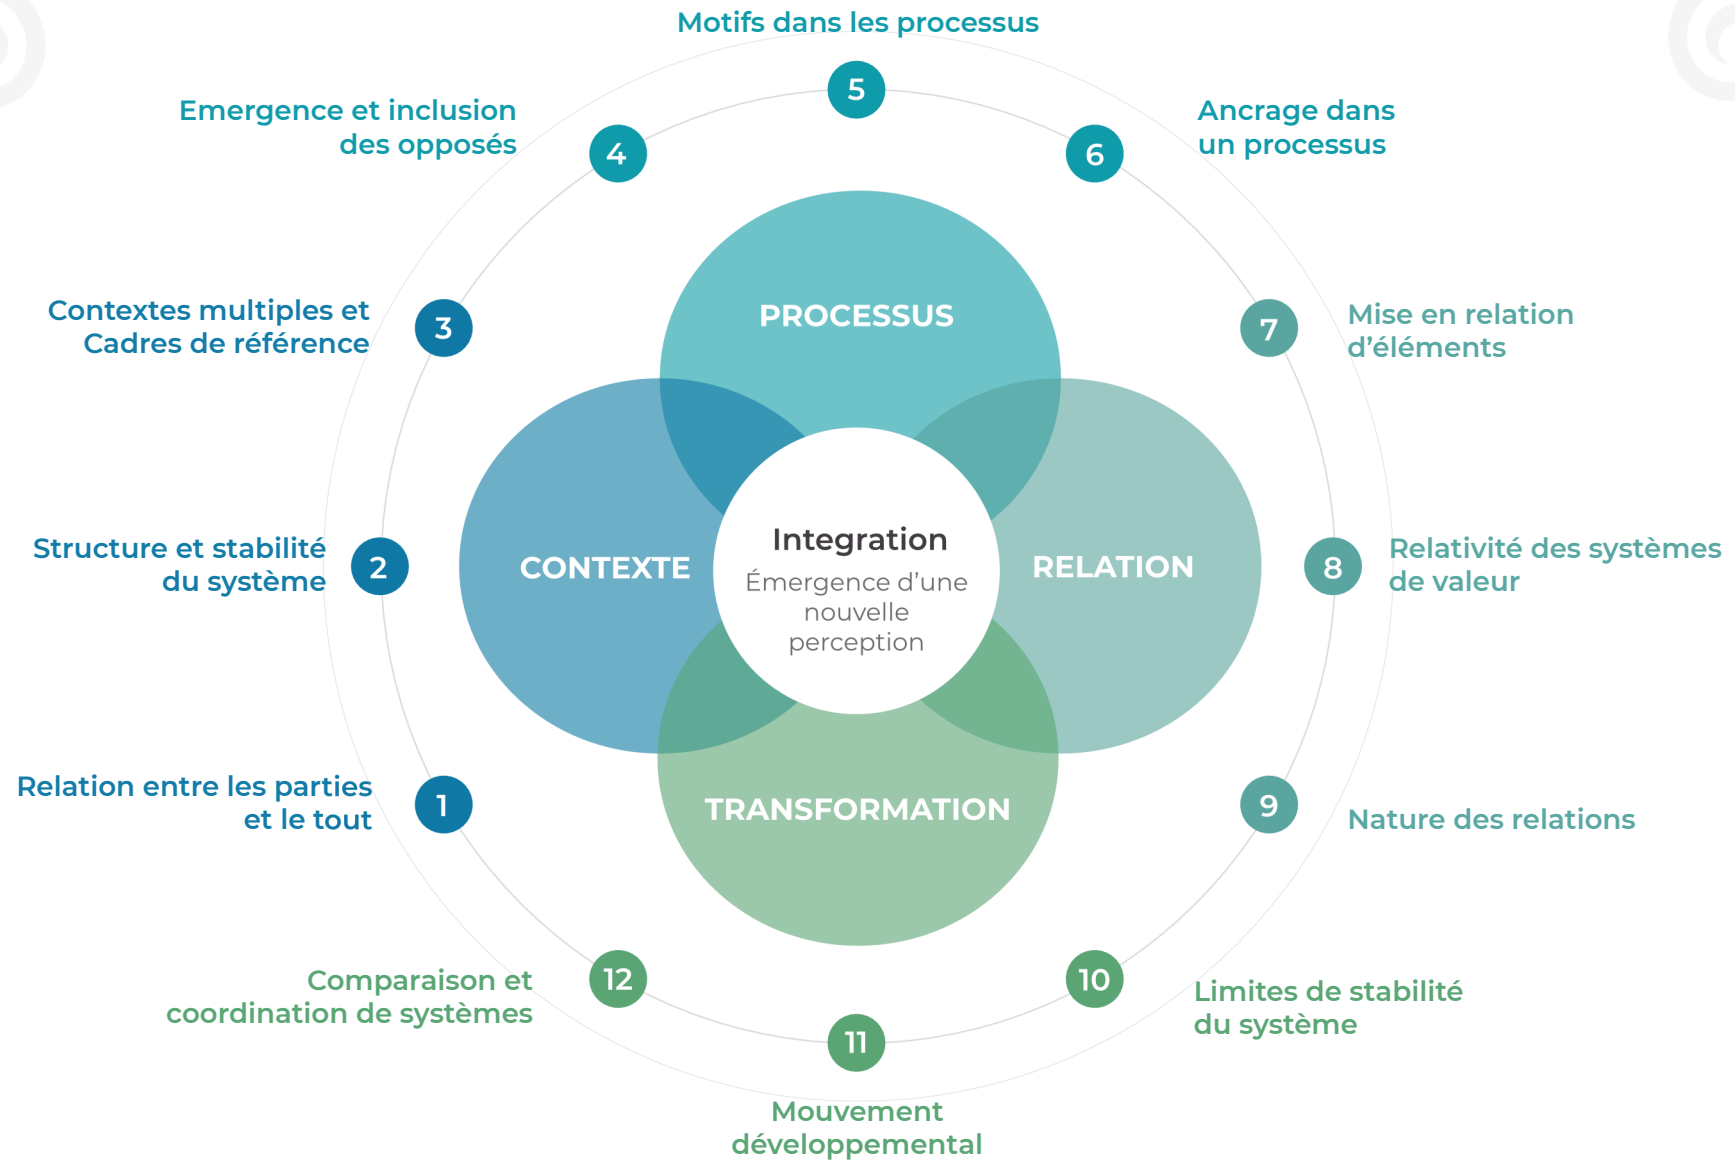 Motifs dans les processus
5
Emergence et inclusion
des opposés
4
Ancrage dans
un processus
6
Contextes multiples et
Cadres de référence
3
PROCESSUS
Mise en relation
d’éléments
7
Structure et stabilité
du système
2
CONTEXTE
Integration
Émergence d’une
nouvelle
perception
RELATION
8
Relativité des systèmes
de valeur
Relation entre les parties
et le tout
1
TRANSFORMATION
9
Nature des relations
Comparaison et
coordination de systèmes
12
10
Limites de stabilité
du système
11
Mouvement
développemental